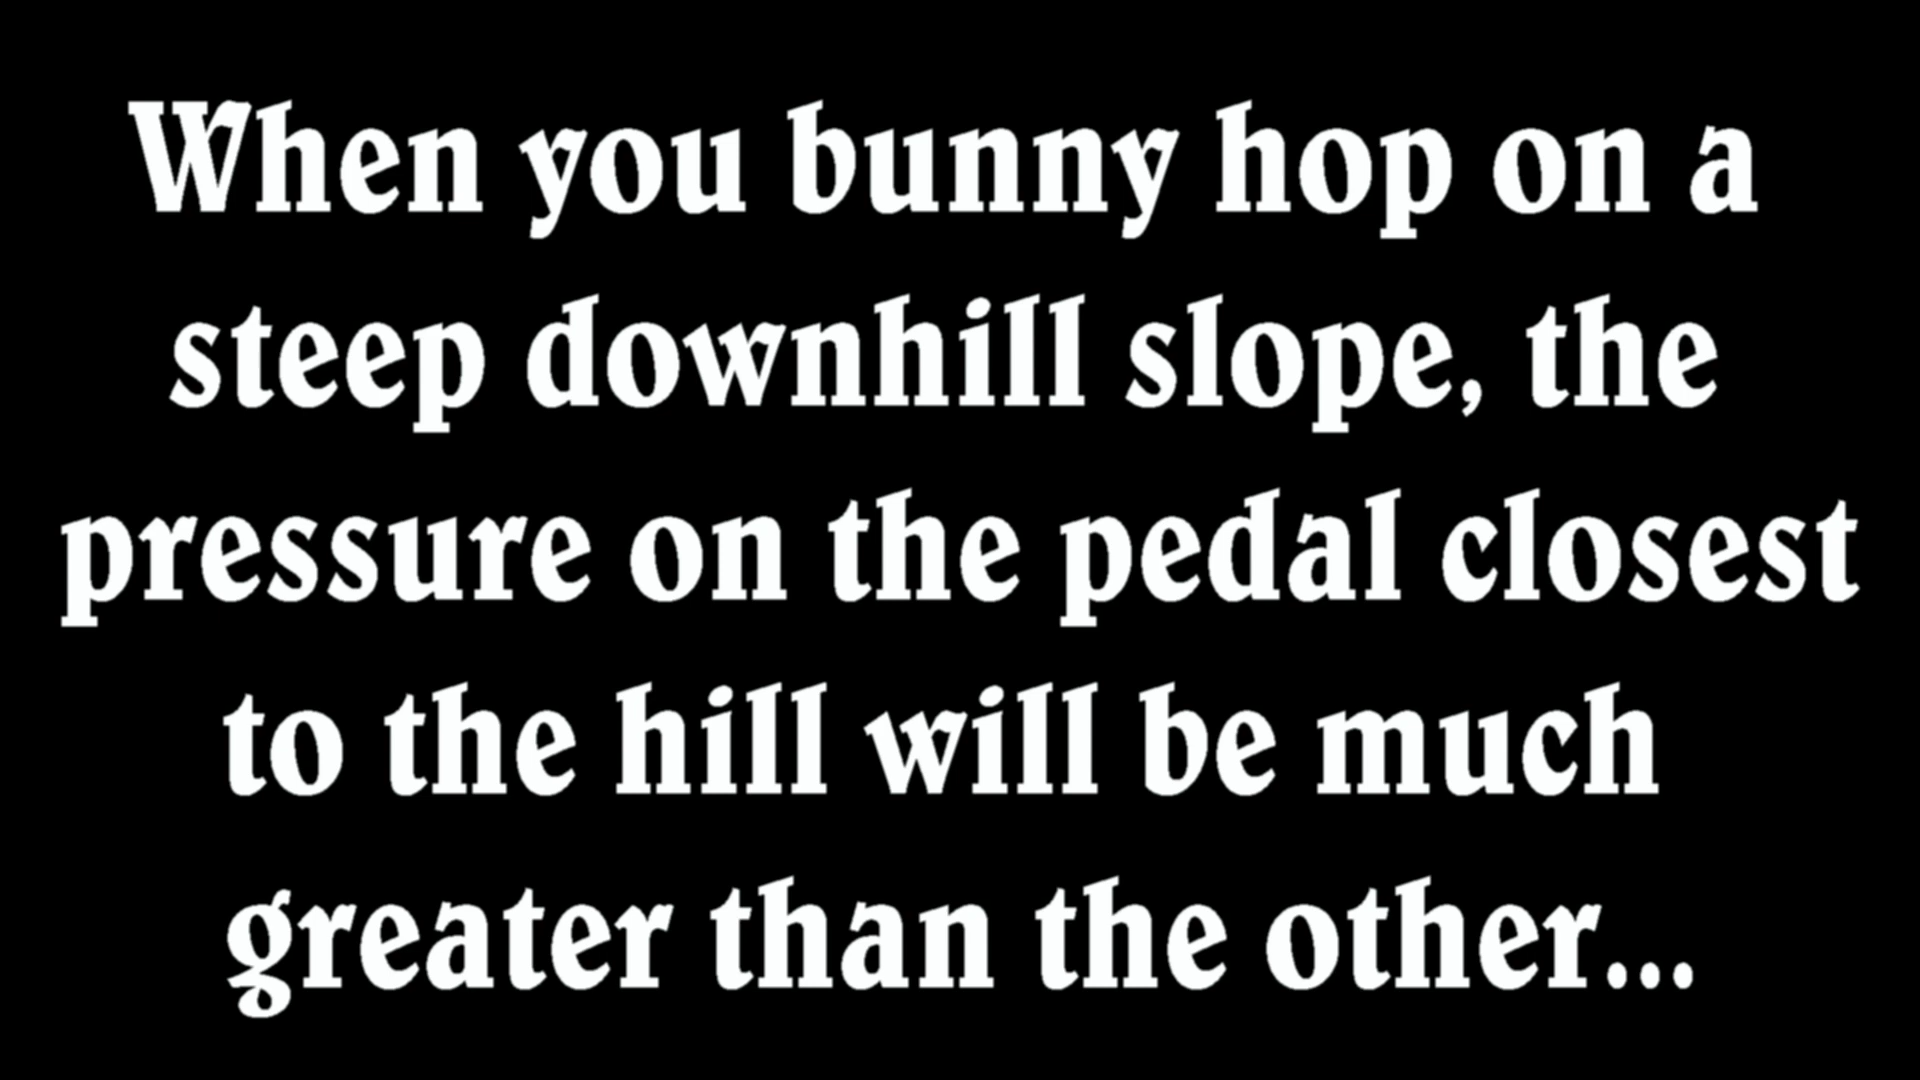 When you bunny hop on a
steep downhill slope, the
pressure on the pedal closest
to the hill will be much
greater than the other...